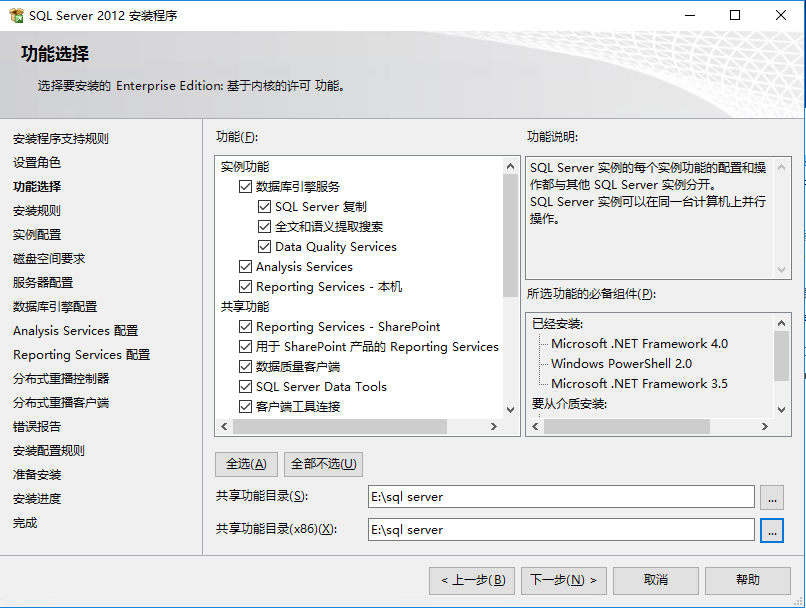 SQL Server 2012 安装程序
功能选择
选择要安装的 Enterprise Edition: 基于内核的许可 功能。
安装程序支持规则
设置角色
功能选择
安装规则
实例配置
磁盘空间要求
服务器配置
数据库引擎配置
Analysis Services 配置
Reporting Services 配置
分布式重播控制器
分布式重播客户端
错误报告
安装配置规则
准备安装
安装进度
完成
功能(F):
实例功能
数据库引擎服务
SQL Server 复制
全文和语义提取搜索
Data Quality Services
Analysis Services
Reporting Services - 本机
共享功能
Reporting Services - SharePoint
用于 SharePoint 产品的 Reporting Services
数据质量客户端
SQL Server Data Tools
客户端工具连接
功能说明:
SQL Server 实例的每个实例功能的配置和操
作都与其他 SQL Server 实例分开。
SQL Server 实例可以在同一台计算机上并行
操作。
所选功能的必备组件(P):
已经安装:
Microsoft .NET Framework 4.0
Windows PowerShell 2.0
Microsoft .NET Framework 3.5
要从介质安装:
全选(A)
全部不选(U)
共享功能目录(S):
E:\sql server
...
共享功能目录(x86)(X):
E:\sql server
...
< 上一步(B)
下一步(N) >
取消
帮助